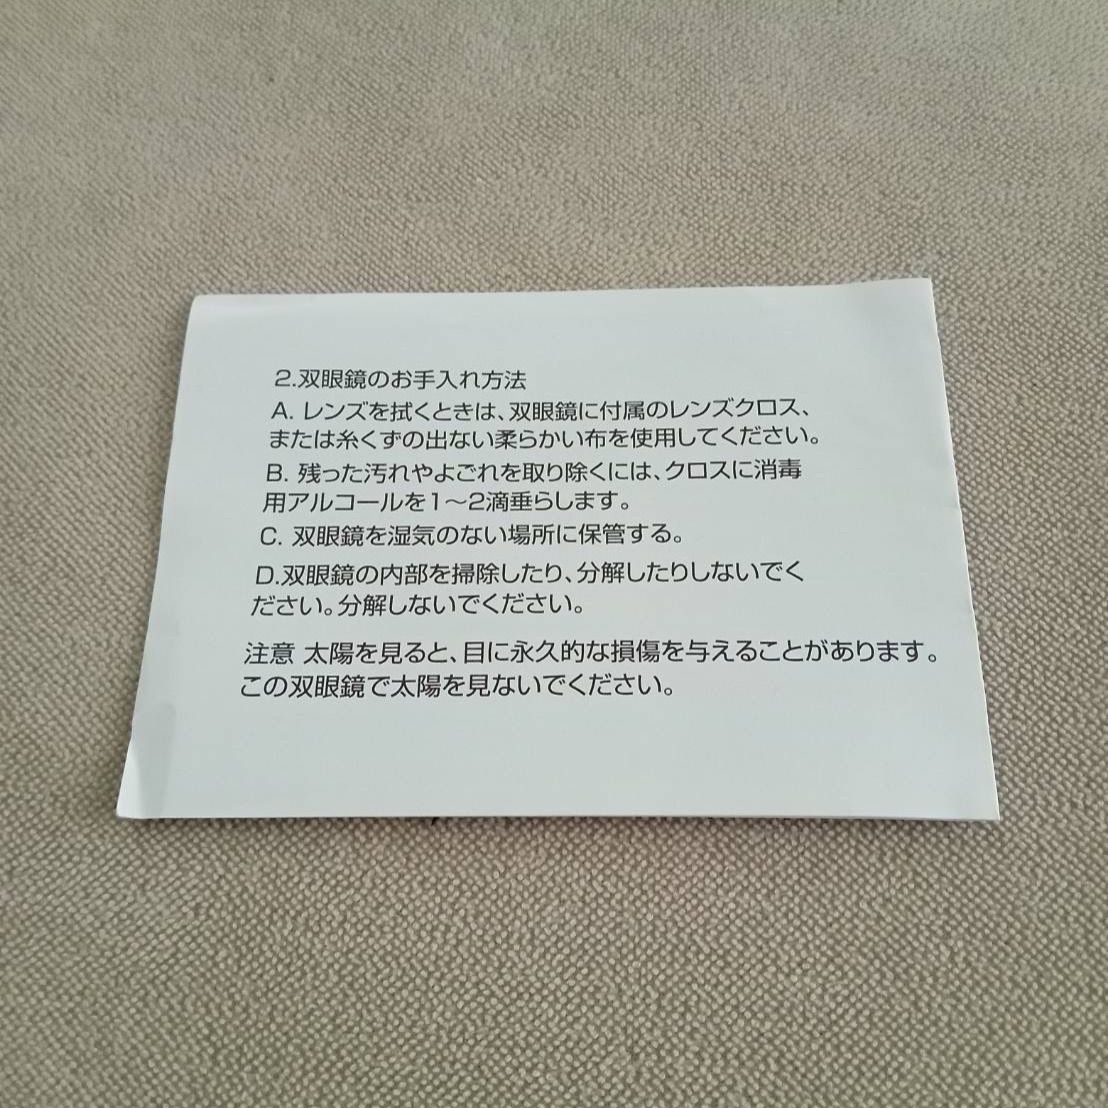 2.双眼鏡のお手入れ方法
A. レンズを拭くときは、双眼鏡に付属のレンズクロス、
または糸くずの出ない柔らかい布を使用してください。
B. 残った汚れやよごれを取り除くには、クロスに消毒
用アルコールを1〜2滴垂らします。
C. 双眼鏡を湿気のない場所に保管する。
D.双眼鏡の内部を掃除したり、分解したりしないでく
ださい。分解しないでください。
注意 太陽を見ると、目に永久的な損傷を与えることがあります。
この双眼鏡で太陽を見ないでください。